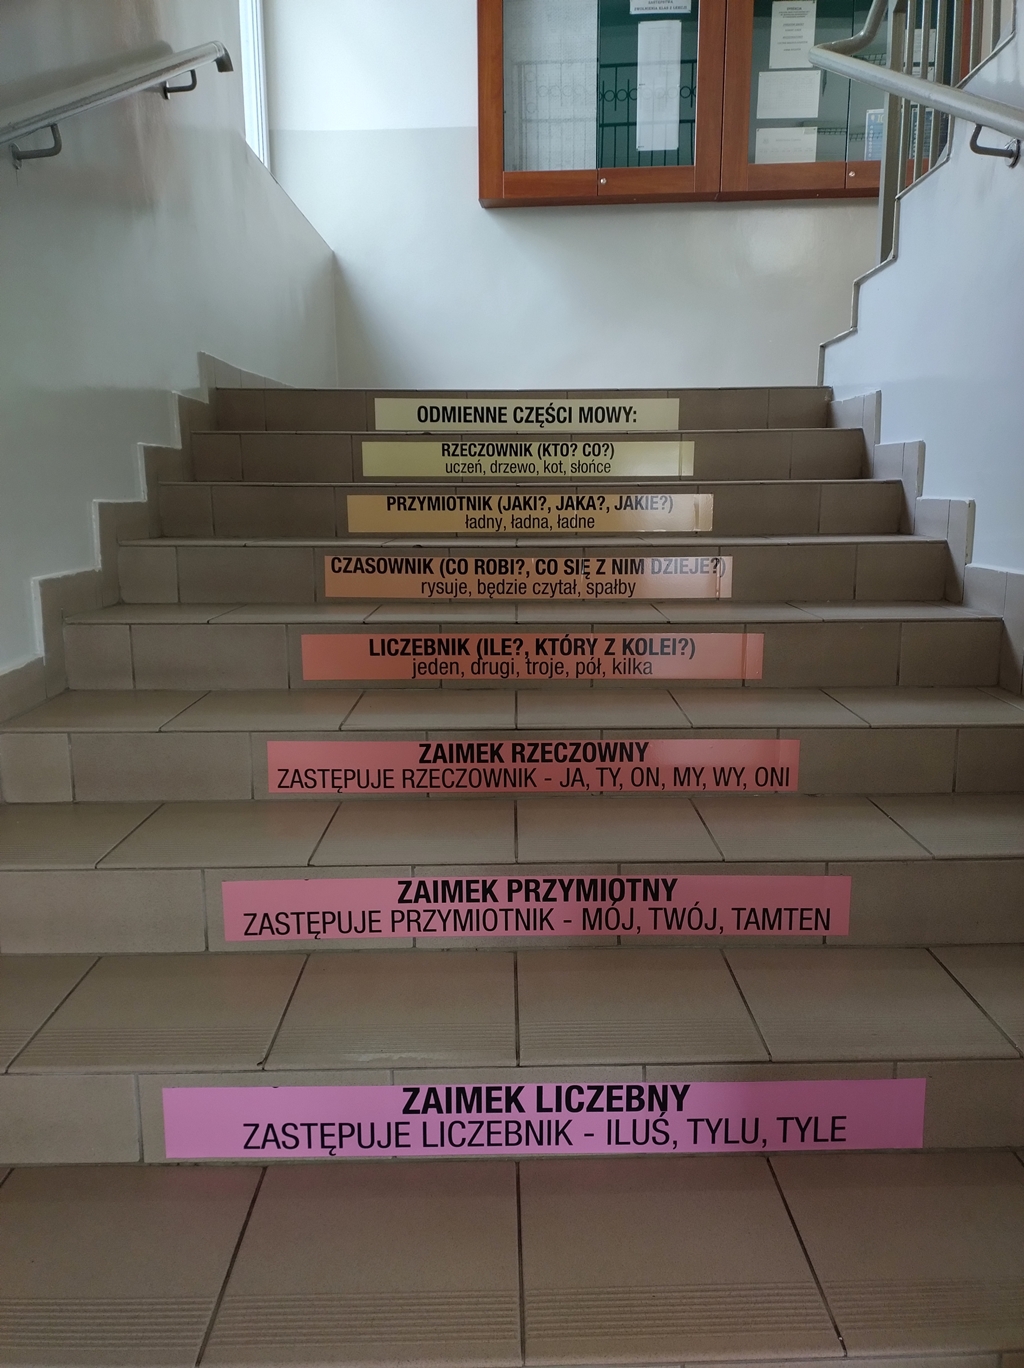 ODMIENNE CZĘŚCI MOWY:
RZECZOWNIK (KTO? CO?)
uczeń, drzewo, kot, słońce
PRZYMIOTNIK (JAKI?, JAKA?, JAKIE?)
ładny, ładna, ładne
CZASOWNIK (CO ROBI?, CO SIĘ Z NIM DZIEJE?)
rysuje, będzie czytał, spałby
LICZEBNIK (ILE?, KTÓRY Z KOLEI?)
jeden, drugi, troje, pół, kilka
ZAIMEK RZECZOWNY
ZASTĘPUJE RZECZOWNIK - JA, TY, ON, MY, WY, ONI
ZAIMEK PRZYMIOTNY
ZASTĘPUJE PRZYMIOTNIK - MÓJ, TWÓJ, TAMTEN
ZAIMEK LICZEBNY
ZASTĘPUJE LICZEBNIK - ILUŚ, TYLU, TYLE